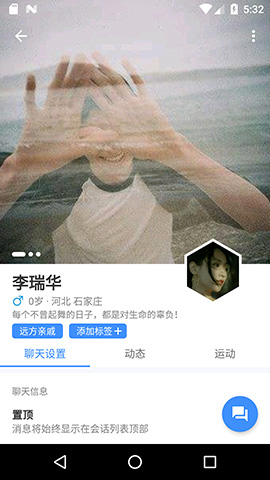 5:32
李瑞华
0岁 · 河北 石家庄
每个不曾起舞的日子，都是对生命的辜负！
远方亲戚 添加标签+
聊天设置 动态 运动
聊天信息
置顶
消息将始终显示在会话列表顶部